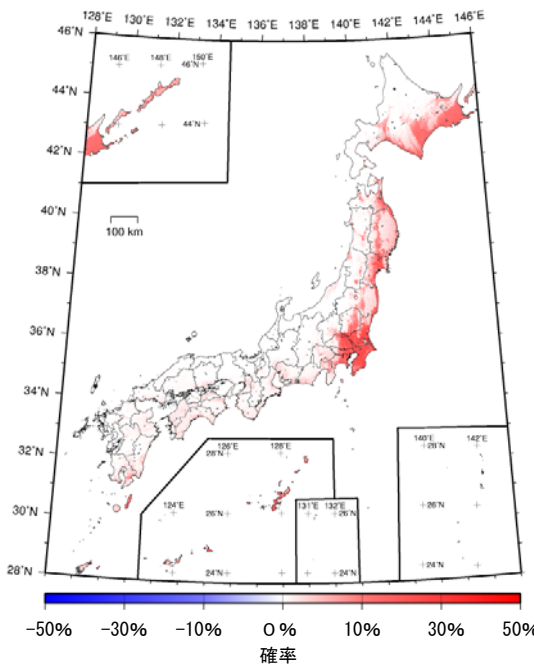 128°E 130°E 132°E 134°E 136°E 138°E 140°E 142°E 144°E 146°E
46°N
146°E 148°E 150°E
46°N
44°N
44°N
42°N
40°N
100 km
38°N
36°N
34°N
32°N
126°E 128°E
28°N
140°E 142°E
28°N
124°E
131°E 132°E
30°N
26°N
26°N
26°N
28°N
24°N
24°N
24°N
-50% -30% -10% 0% 10% 30% 50%
確率